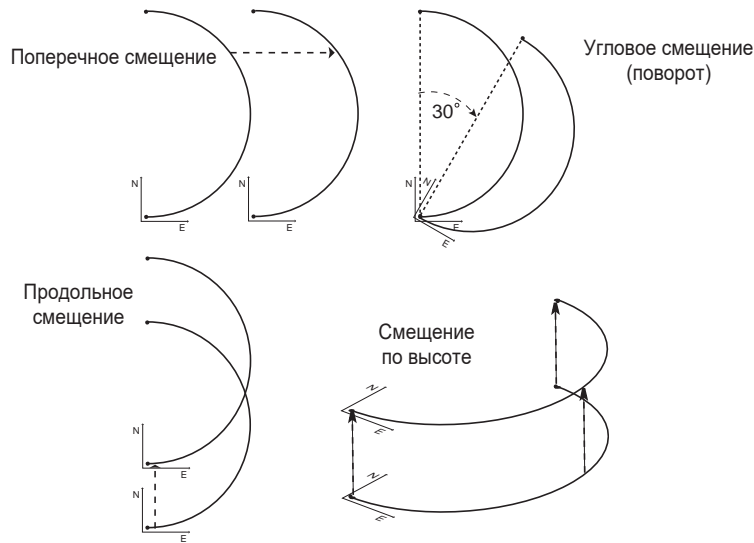 Поперечное смещение
Угловое смещение
(поворот)
30°
N
E
N
E
N
N
E
E
Продольное
смещение
Смещение
по высоте
N
E
N
E
N
E
N
E